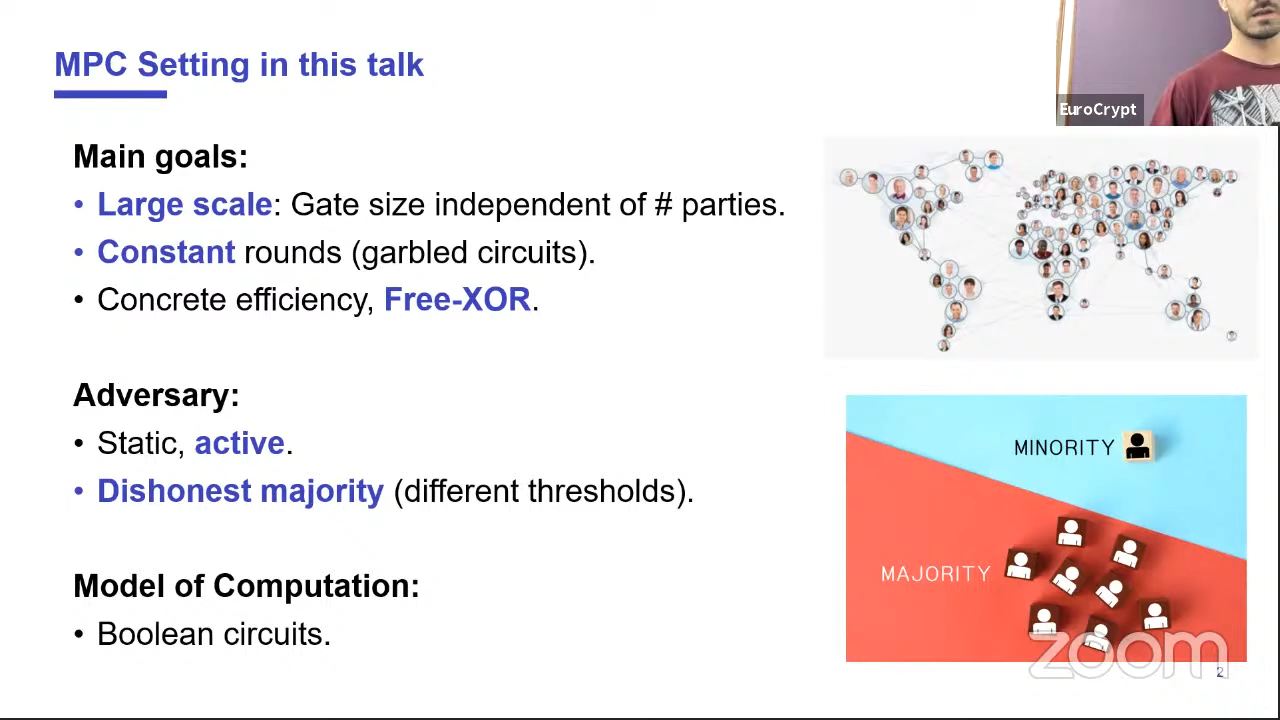 MPC Setting in this talk
EuroCrypt
Main goals:
• Large scale: Gate size independent of # parties.
• Constant rounds (garbled circuits).
• Concrete efficiency, Free-XOR.
Adversary:
• Static, active.
• Dishonest majority (different thresholds).
MINORITY
MAJORITY
Model of Computation:
• Boolean circuits.
zoom
2